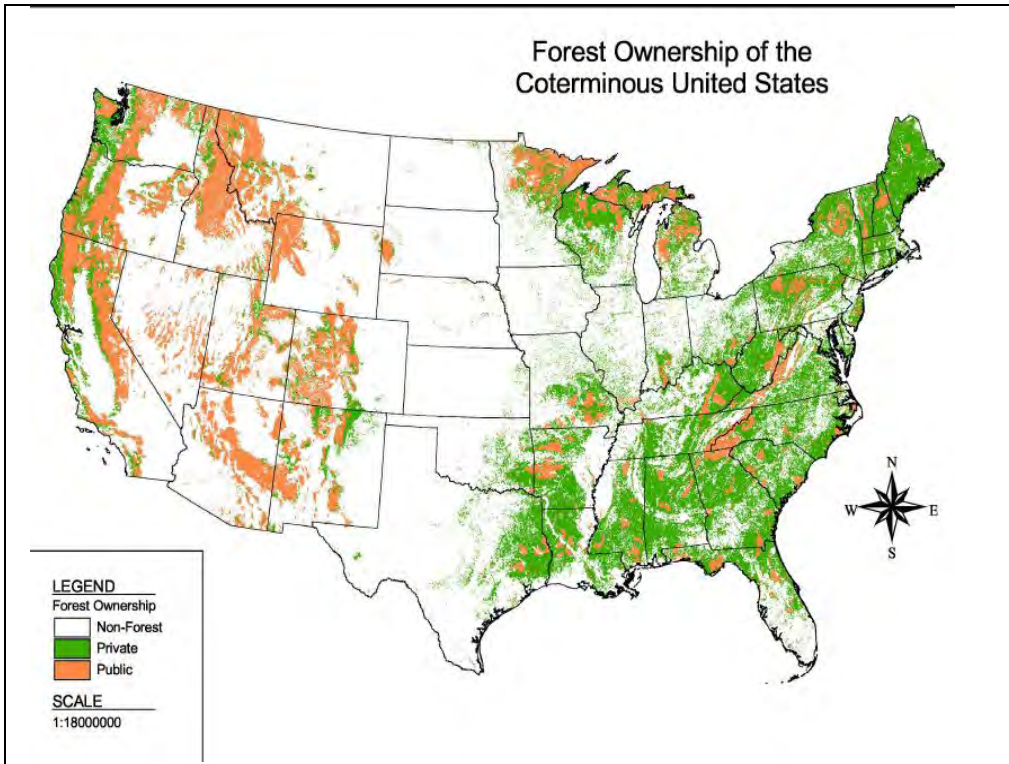 Forest Ownership of the
Coterminous United States
N
W
E
S
LEGEND
Forest Ownership
Non-Forest
Private
Public
SCALE
1:18000000